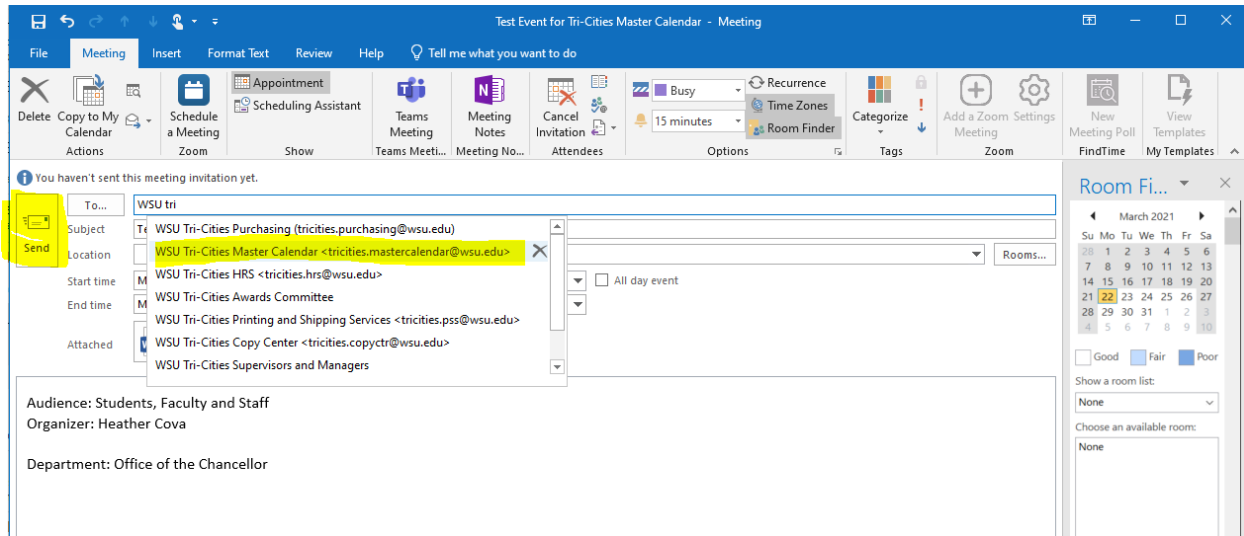 Test Event for Tri-Cities Master Calendar - Meeting
File Meeting Insert Format Text Review Help Tell me what you want to do
Delete
Copy to My Calendar
Actions
Schedule a Meeting
Zoom
Appointment
Scheduling Assistant
Show
Teams Meeting
Teams Meeti...
Meeting Notes
Meeting No...
Cancel Invitation
Attendees
Busy
15 minutes
Recurrence
Time Zones
Room Finder
Options
Categorize
Tags
Add a Zoom Meeting
Settings
Zoom
New Meeting Poll
FindTime
View Templates
My Templates
You haven't sent this meeting invitation yet.
Send
To... WSU tri
Subject Te
Location Rooms...
Start time M All day event
End time M
Attached
WSU Tri-Cities Purchasing (tricities.purchasing@wsu.edu)
WSU Tri-Cities Master Calendar <tricities.mastercalendar@wsu.edu>
WSU Tri-Cities HRS <tricities.hrs@wsu.edu>
WSU Tri-Cities Awards Committee
WSU Tri-Cities Printing and Shipping Services <tricities.pss@wsu.edu>
WSU Tri-Cities Copy Center <tricities.copyctr@wsu.edu>
WSU Tri-Cities Supervisors and Managers
Audience: Students, Faculty and Staff
Organizer: Heather Cova
Department: Office of the Chancellor
Room Fi...
March 2021
Su Mo Tu We Th Fr Sa
28 1 2 3 4 5 6
7 8 9 10 11 12 13
14 15 16 17 18 19 20
21 22 23 24 25 26 27
28 29 30 31 1 2 3
4 5 6 7 8 9 10
Good Fair Poor
Show a room list:
None
Choose an available room:
None